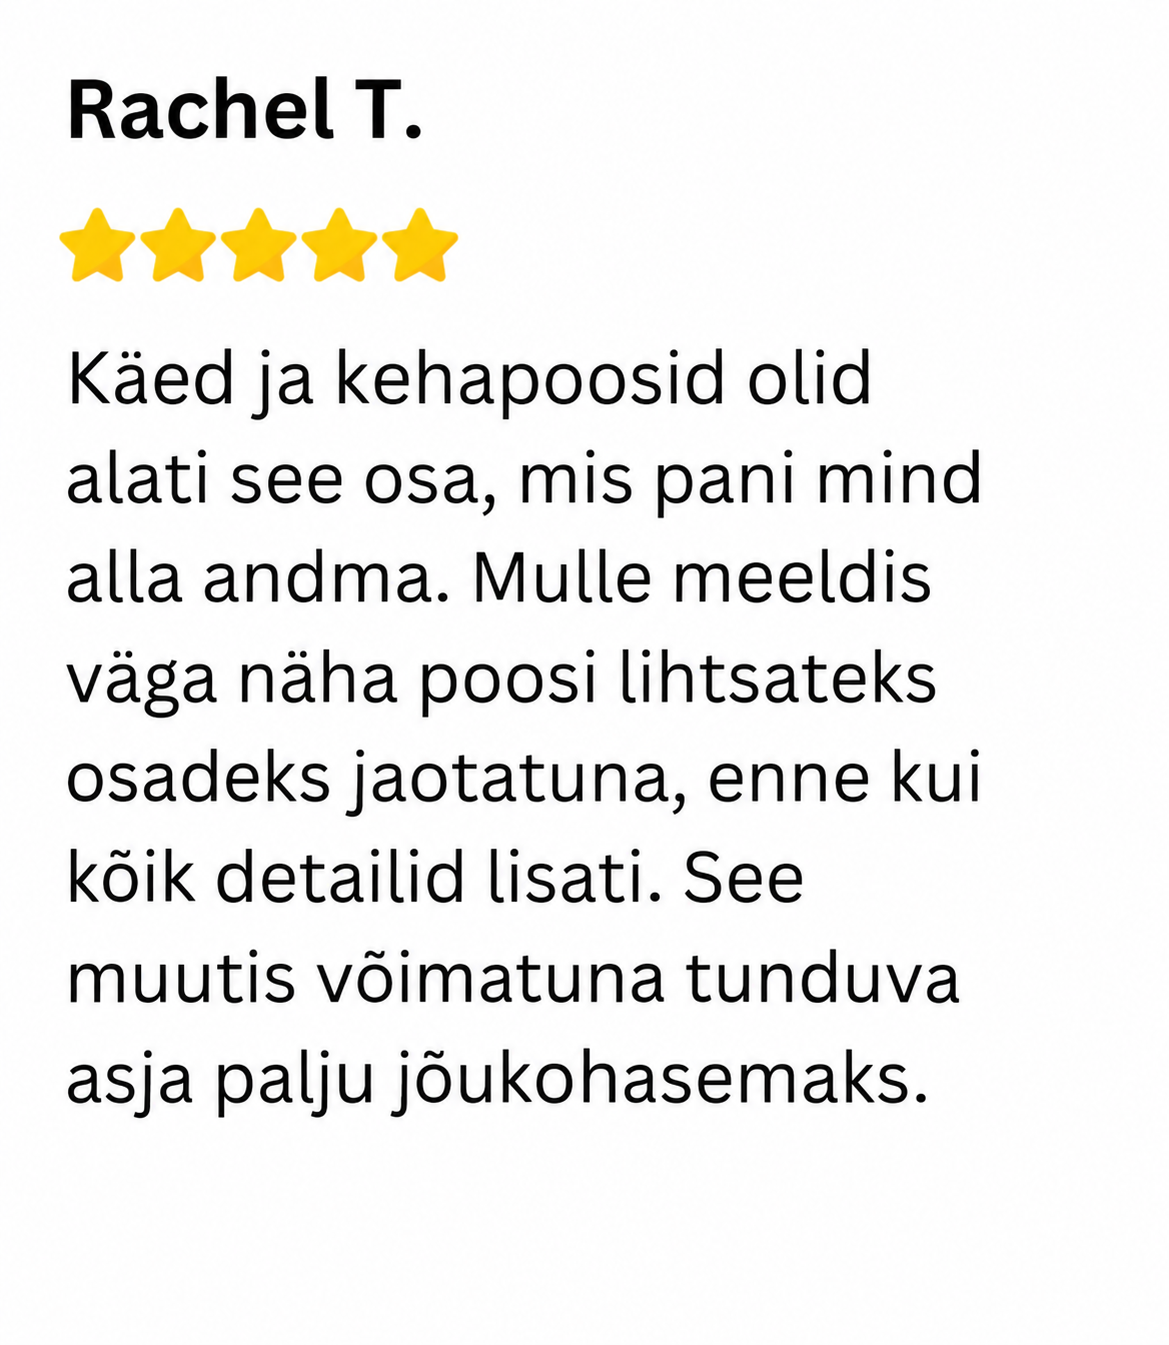 Rachel T.
⭐⭐⭐⭐⭐
Käed ja kehapoosid olid
alati see osa, mis pani mind
alla andma. Mulle meeldis
väga näha poosi lihtsateks
osadeks jaotatuna, enne kui
kõik detailid lisati. See
muutis võimatuna tunduva
asja palju jõukohasemaks.